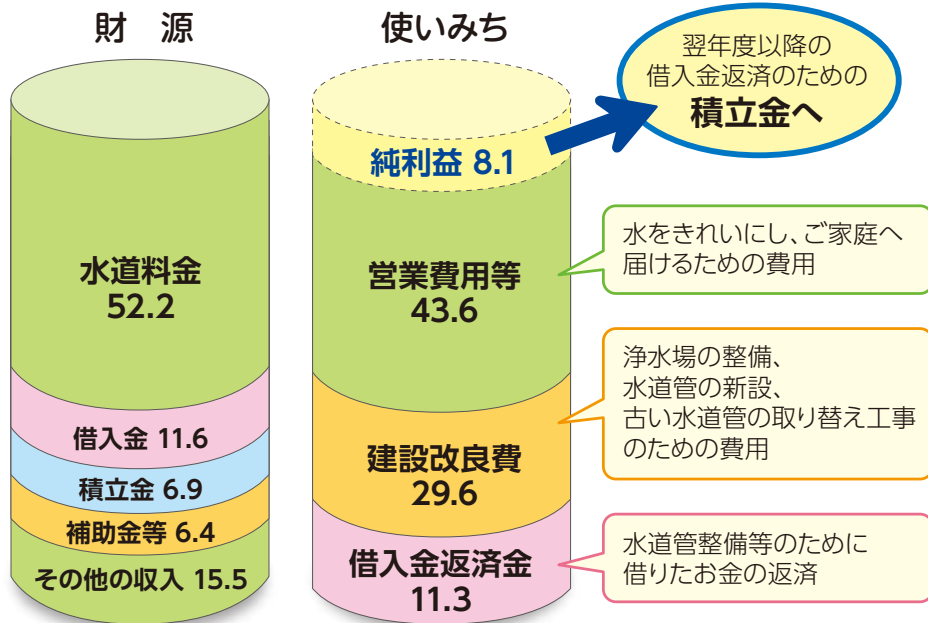 財 源
水道料金
52.2
借入金 11.6
積立金 6.9
補助金等 6.4
その他の収入 15.5
使いみち
純利益 8.1
営業費用等
43.6
建設改良費
29.6
借入金返済金
11.3
翌年度以降の
借入金返済のための
積立金へ
水をきれいにし、ご家庭へ
届けるための費用
浄水場の整備、
水道管の新設、
古い水道管の取り替え工事
のための費用
水道管整備等のために
借りたお金の返済